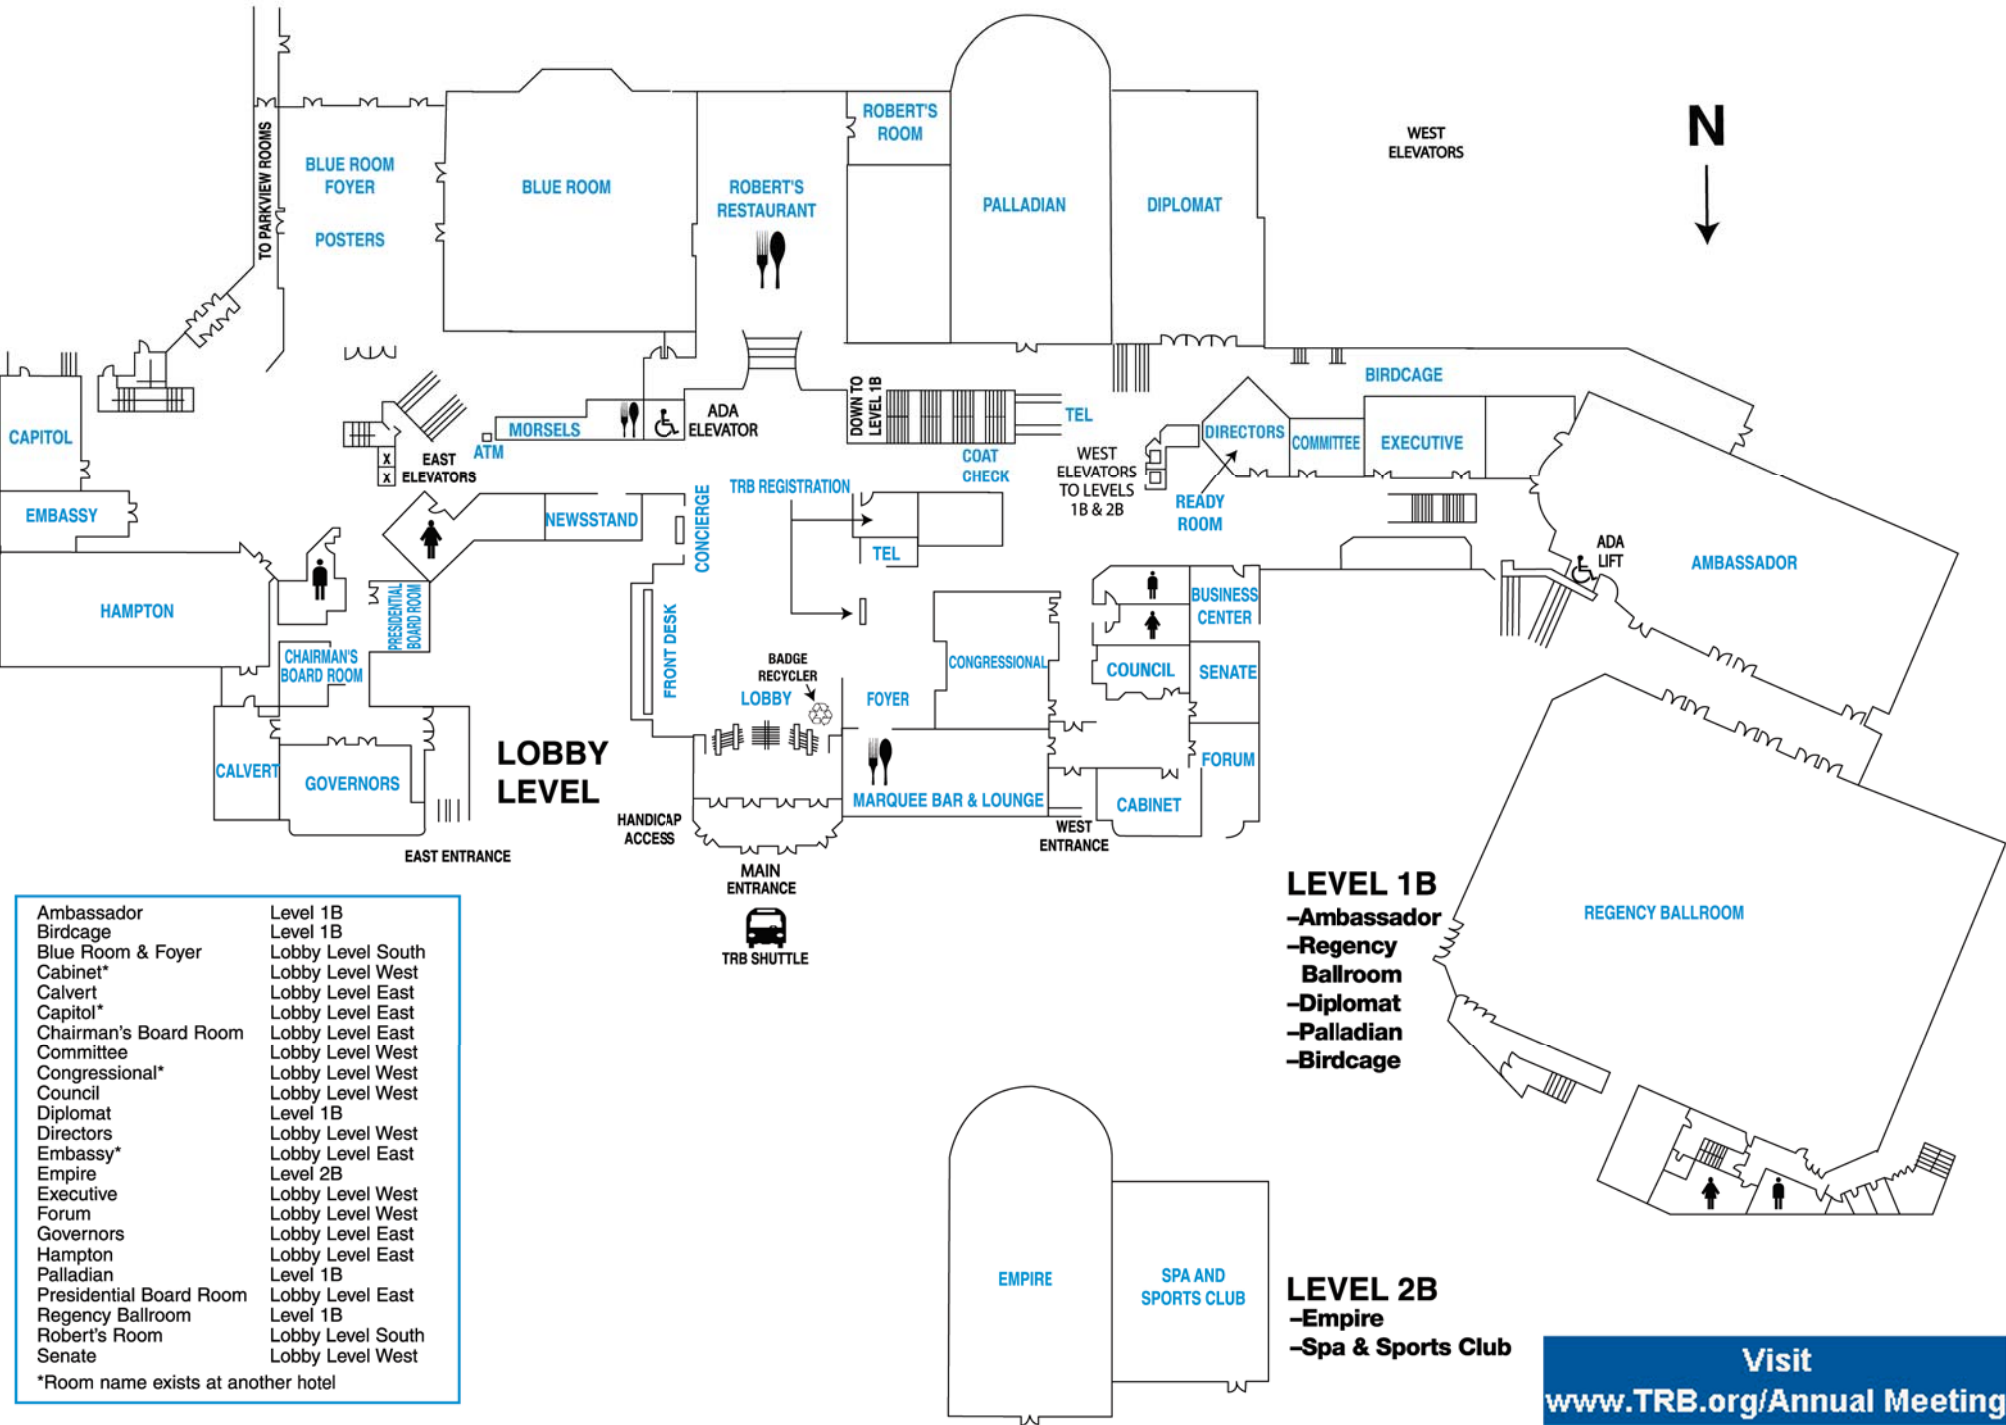 TO PARKVIEW ROOMS
BLUE ROOM
FOYER
POSTERS
BLUE ROOM
ROBERT'S
RESTAURANT
ROBERT'S
ROOM
PALLADIAN
DIPLOMAT
WEST
ELEVATORS
N
BIRDCAGE
CAPITOL
EMBASSY
HAMPTON
EAST
ELEVATORS
X
X
ATM
MORSELS
ADA
ELEVATOR
DOWN TO
LEVEL 1B
TEL
COAT
CHECK
WEST
ELEVATORS
TO LEVELS
1B & 2B
DIRECTORS
COMMITTEE
EXECUTIVE
READY
ROOM
ADA
LIFT
AMBASSADOR
NEWSSTAND
CONCIERGE
TRB REGISTRATION
TEL
PRESIDENTIAL
BOARD ROOM
CHAIRMAN'S
BOARD ROOM
FRONT DESK
BADGE
RECYCLER
LOBBY
FOYER
CONGRESSIONAL
BUSINESS
CENTER
COUNCIL
SENATE
FORUM
CABINET
CALVERT
GOVERNORS
LOBBY
LEVEL
MARQUEE BAR & LOUNGE
HANDICAP
ACCESS
WEST
ENTRANCE
EAST ENTRANCE
MAIN
ENTRANCE
TRB SHUTTLE
REGENCY BALLROOM
LEVEL 1B
–Ambassador
–Regency
Ballroom
–Diplomat
–Palladian
–Birdcage
Ambassador Level 1B
Birdcage Level 1B
Blue Room & Foyer Lobby Level South
Cabinet* Lobby Level West
Calvert Lobby Level East
Capitol* Lobby Level East
Chairman's Board Room Lobby Level East
Committee Lobby Level West
Congressional* Lobby Level West
Council Lobby Level West
Diplomat Level 1B
Directors Lobby Level West
Embassy* Lobby Level East
Empire Level 2B
Executive Lobby Level West
Forum Lobby Level West
Governors Lobby Level East
Hampton Lobby Level East
Palladian Level 1B
Presidential Board Room Lobby Level East
Regency Ballroom Level 1B
Robert's Room Lobby Level South
Senate Lobby Level West
*Room name exists at another hotel
EMPIRE
SPA AND
SPORTS CLUB
LEVEL 2B
–Empire
–Spa & Sports Club
Visit
www.TRB.org/Annual Meeting